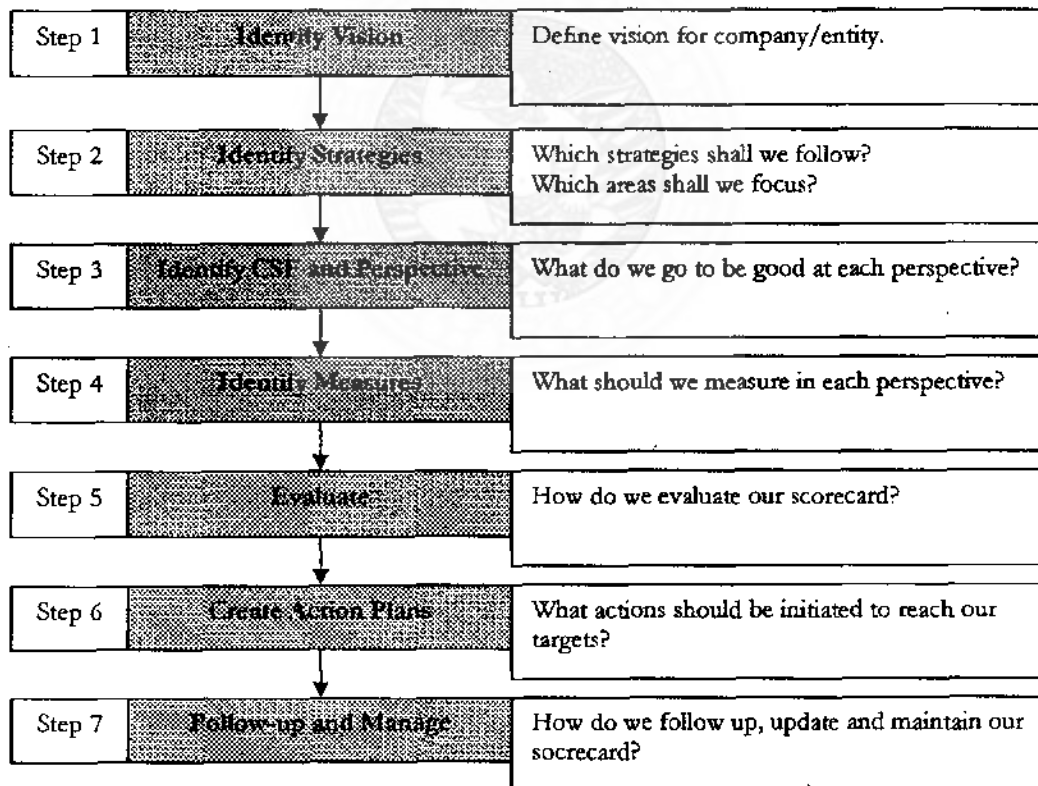 Step 1
Identify Vision
Define vision for company/entity.
Step 2
Identify Strategies
Which strategies shall we follow?
Which areas shall we focus?
Step 3
Identify CSF and Perspective
What do we go to be good at each perspective?
Step 4
Identify Measures
What should we measure in each perspective?
Step 5
Evaluate
How do we evaluate our scorecard?
Step 6
Create Action Plans
What actions should be initiated to reach our
targets?
Step 7
Follow-up and Manage
How do we follow up, update and maintain our
socrecard?